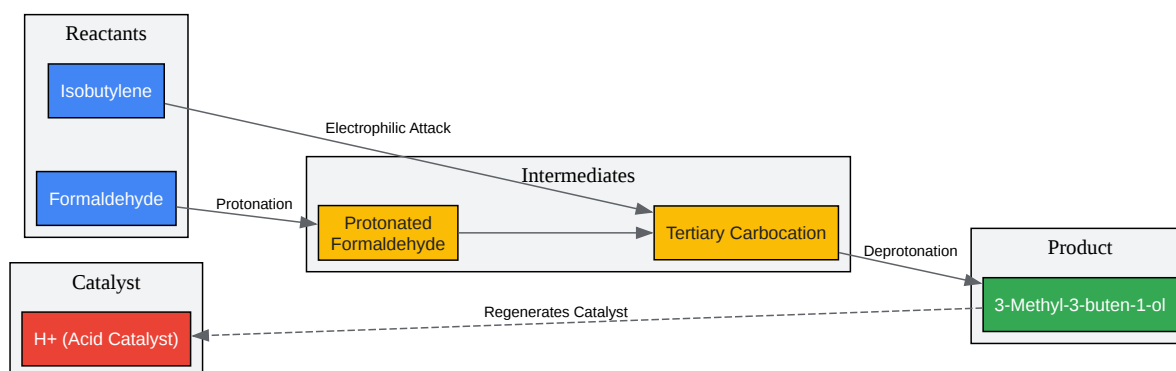 Reactants
Isobutylene
Electrophilic Attack
Formaldehyde
Protonation
Intermediates
Protonated
Formaldehyde
Tertiary Carbocation
Deprotonation
Product
3-Methyl-3-buten-1-ol
Regenerates Catalyst
Catalyst
H+ (Acid Catalyst)